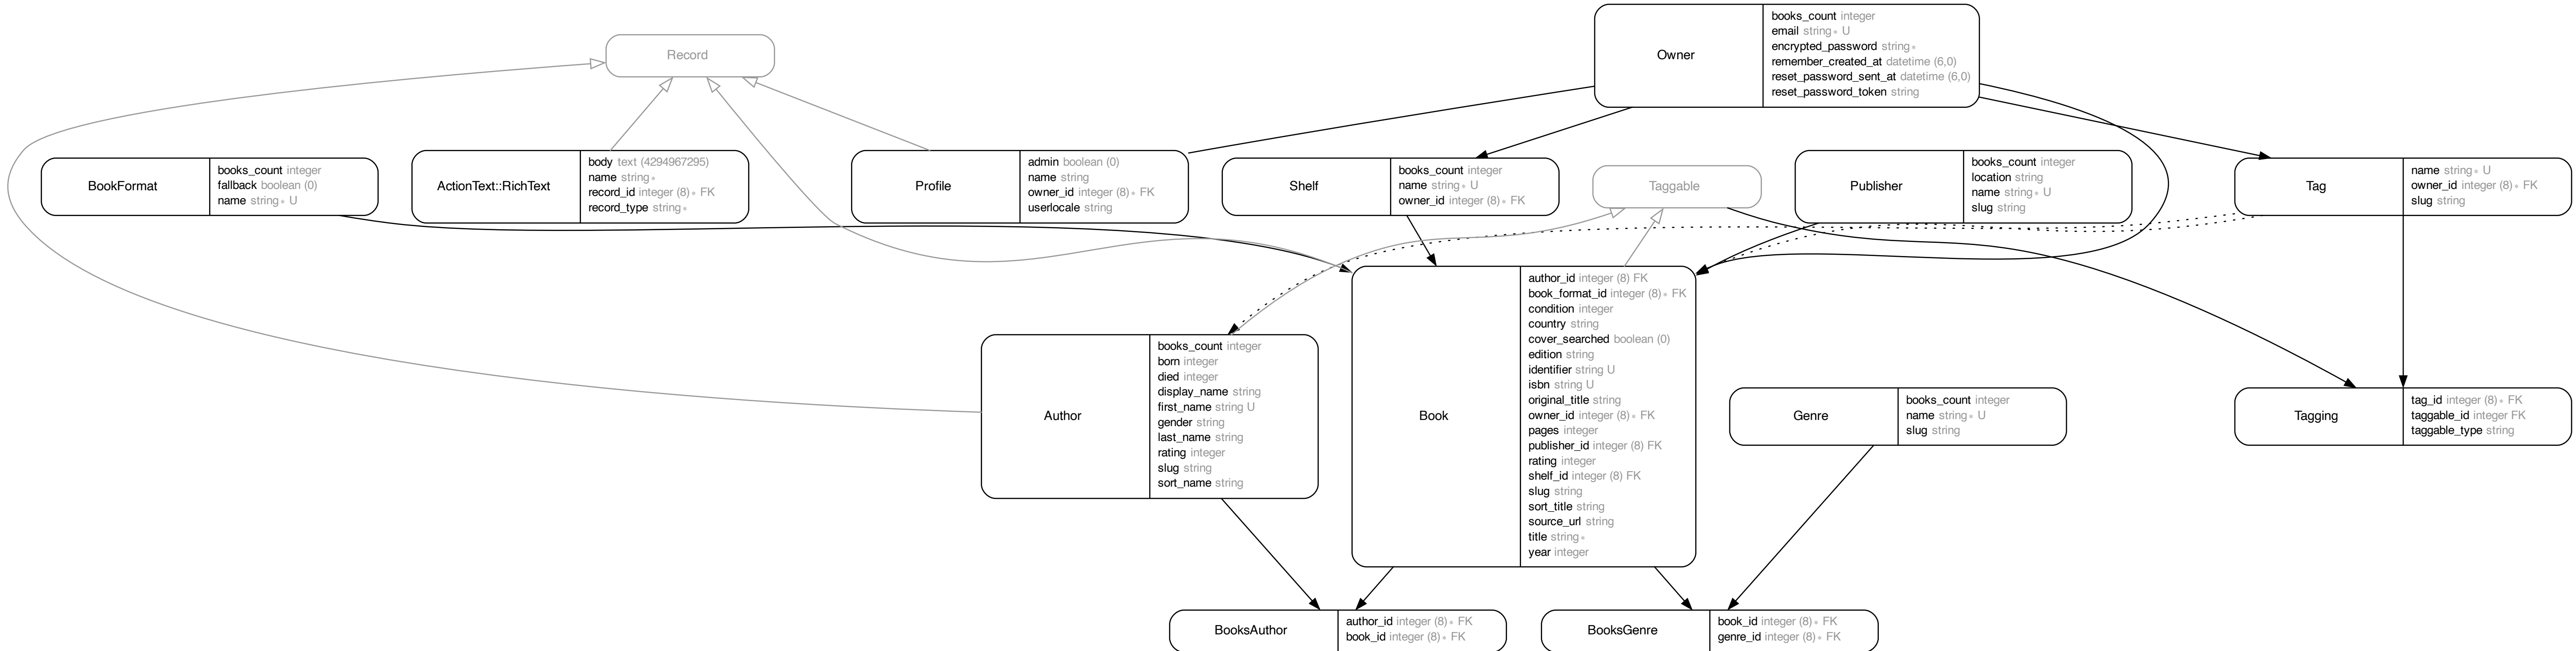 Record
Owner
books_count integer
email string∗ U
encrypted_password string∗
remember_created_at datetime (6,0)
reset_password_sent_at datetime (6,0)
reset_password_token string
BookFormat
books_count integer
fallback boolean (0)
name string∗ U
ActionText::RichText
body text (4294967295)
name string∗
record_id integer (8)∗ FK
record_type string∗
Profile
admin boolean (0)
name string
owner_id integer (8)∗ FK
userlocale string
Shelf
books_count integer
name string∗ U
owner_id integer (8)∗ FK
Taggable
Publisher
books_count integer
location string
name string∗ U
slug string
Tag
name string∗ U
owner_id integer (8)∗ FK
slug string
Author
books_count integer
born integer
died integer
display_name string
first_name string U
gender string
last_name string
rating integer
slug string
sort_name string
Book
author_id integer (8) FK
book_format_id integer (8)∗ FK
condition integer
country string
cover_searched boolean (0)
edition string
identifier string U
isbn string U
original_title string
owner_id integer (8)∗ FK
pages integer
publisher_id integer (8) FK
rating integer
shelf_id integer (8) FK
slug string
sort_title string
source_url string
title string∗
year integer
Genre
books_count integer
name string∗ U
slug string
Tagging
tag_id integer (8)∗ FK
taggable_id integer FK
taggable_type string
BooksAuthor
author_id integer (8)∗ FK
book_id integer (8)∗ FK
BooksGenre
book_id integer (8)∗ FK
genre_id integer (8)∗ FK